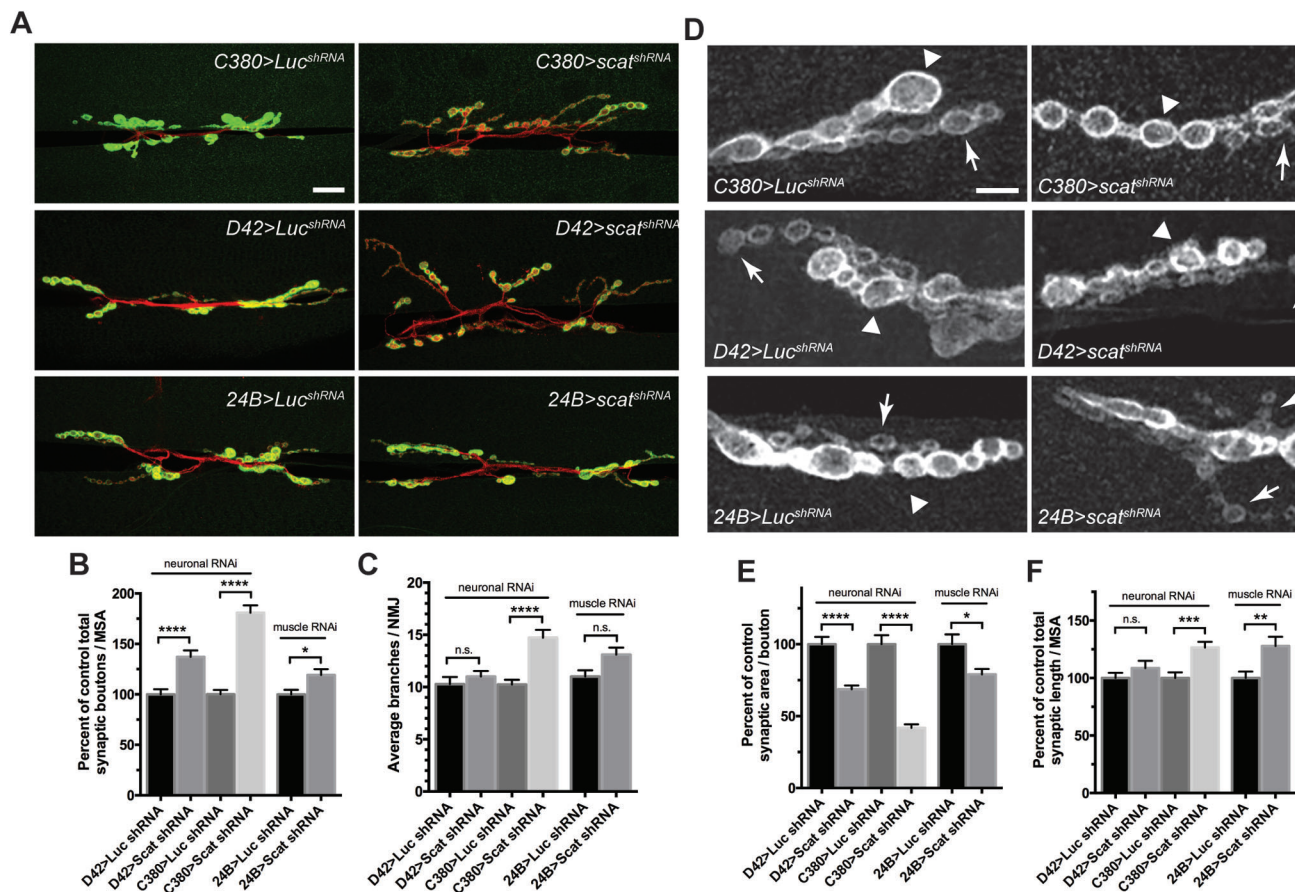 A
C380>Luc^shRNA
C380>scat^shRNA
D42>Luc^shRNA
D42>scat^shRNA
24B>Luc^shRNA
24B>scat^shRNA
D
C380>Luc^shRNA
C380>scat^shRNA
D42>Luc^shRNA
D42>scat^shRNA
24B>Luc^shRNA
24B>scat^shRNA
B
neuronal RNAi
muscle RNAi
****
****
*
Percent of control total
synaptic boutons / MSA
200
150
100
50
0
D42>Luc shRNA
D42>Scat shRNA
C380>Luc shRNA
C380>Scat shRNA
24B>Luc shRNA
24B>Scat shRNA
C
neuronal RNAi
muscle RNAi
n.s.
****
n.s.
Average branches / NMJ
20
15
10
5
0
D42>Luc shRNA
D42>Scat shRNA
C380>Luc shRNA
C380>Scat shRNA
24B>Luc shRNA
24B>Scat shRNA
E
neuronal RNAi
muscle RNAi
****
****
*
Percent of control
synaptic area / bouton
100
50
0
D42>Luc shRNA
D42>Scat shRNA
C380>Luc shRNA
C380>Scat shRNA
24B>Luc shRNA
24B>Scat shRNA
F
neuronal RNAi
muscle RNAi
n.s.
***
**
Percent of control total
synaptic length / MSA
150
100
50
0
D42>Luc shRNA
D42>Scat shRNA
C380>Luc shRNA
C380>Scat shRNA
24B>Luc shRNA
24B>Scat shRNA